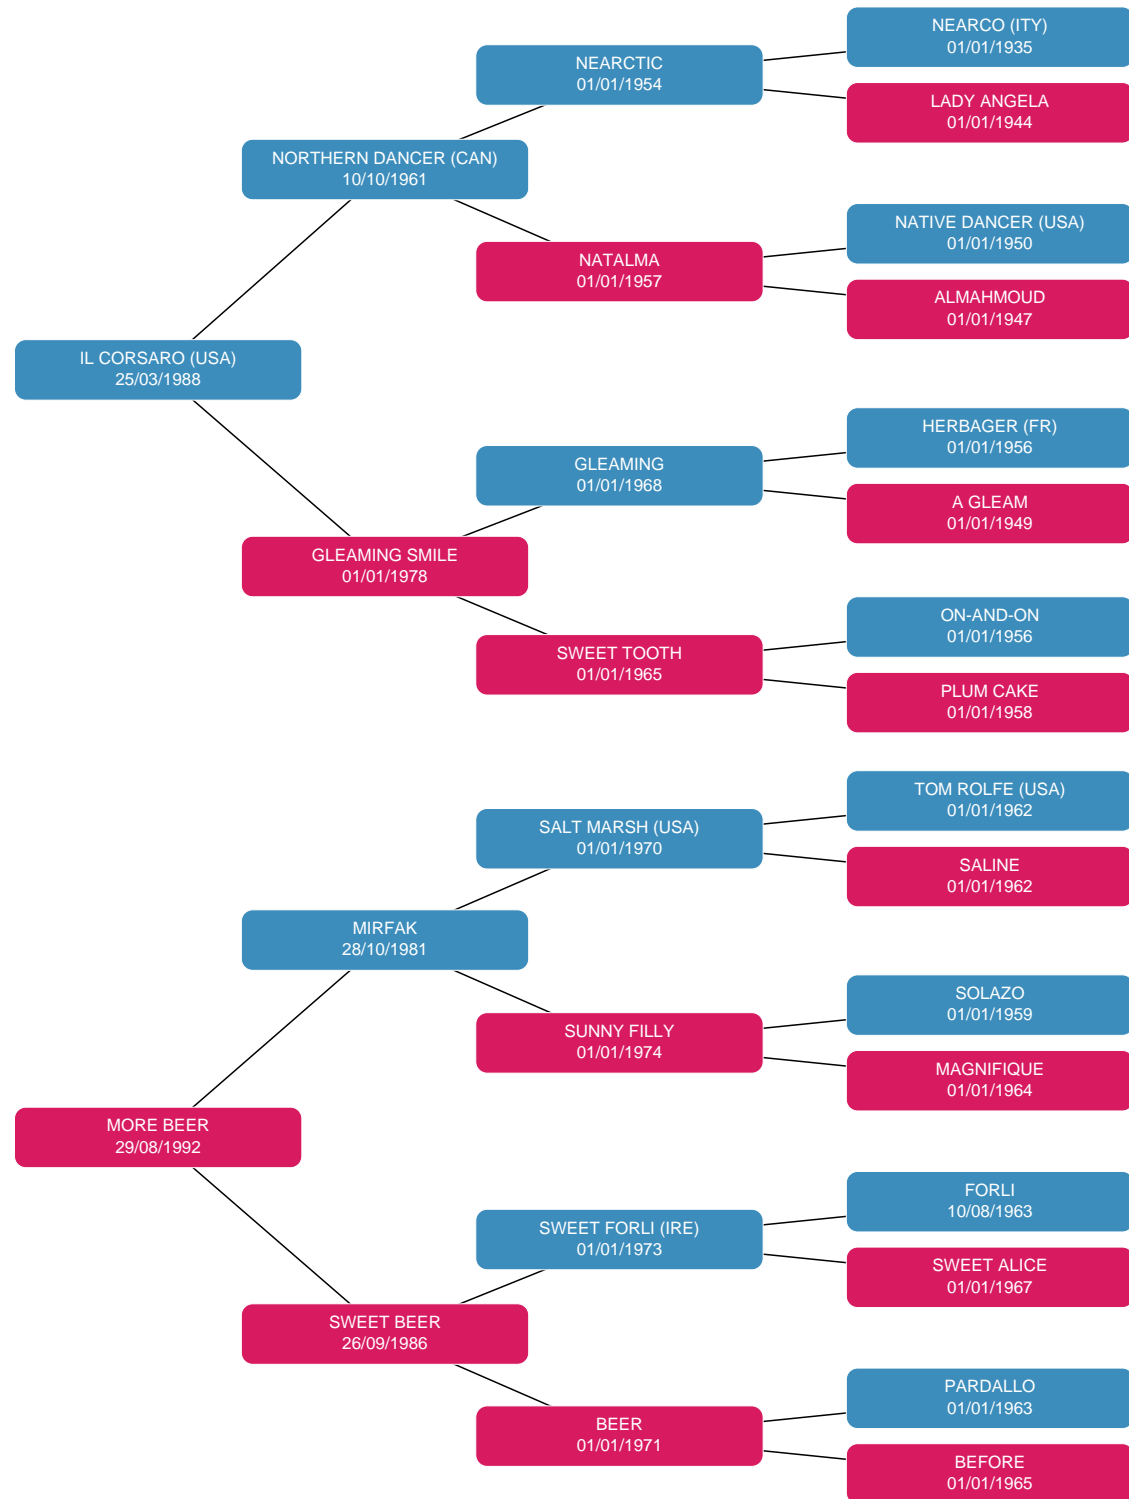 NEARCO (ITY)
01/01/1935
NEARCTIC
01/01/1954
LADY ANGELA
01/01/1944
NORTHERN DANCER (CAN)
10/10/1961
NATIVE DANCER (USA)
01/01/1950
NATALMA
01/01/1957
ALMAHMOUD
01/01/1947
IL CORSARO (USA)
25/03/1988
HERBAGER (FR)
01/01/1956
GLEAMING
01/01/1968
A GLEAM
01/01/1949
GLEAMING SMILE
01/01/1978
ON-AND-ON
01/01/1956
SWEET TOOTH
01/01/1965
PLUM CAKE
01/01/1958
TOM ROLFE (USA)
01/01/1962
SALT MARSH (USA)
01/01/1970
SALINE
01/01/1962
MIRFAK
28/10/1981
SOLAZO
01/01/1959
SUNNY FILLY
01/01/1974
MAGNIFIQUE
01/01/1964
MORE BEER
29/08/1992
FORLI
10/08/1963
SWEET FORLI (IRE)
01/01/1973
SWEET ALICE
01/01/1967
SWEET BEER
26/09/1986
PARDALLO
01/01/1963
BEER
01/01/1971
BEFORE
01/01/1965